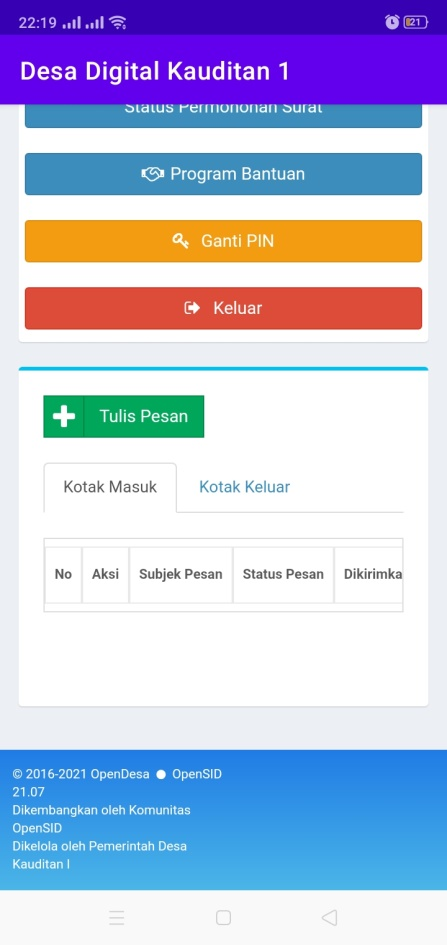 22:19
21
Desa Digital Kauditan 1
Status Permohonan Surat
Program Bantuan
Ganti PIN
Keluar
Tulis Pesan
Kotak Masuk Kotak Keluar
No Aksi Subjek Pesan Status Pesan Dikirimka
© 2016-2021 OpenDesa ● OpenSID
21.07
Dikembangkan oleh Komunitas
OpenSID
Dikelola oleh Pemerintah Desa
Kauditan I